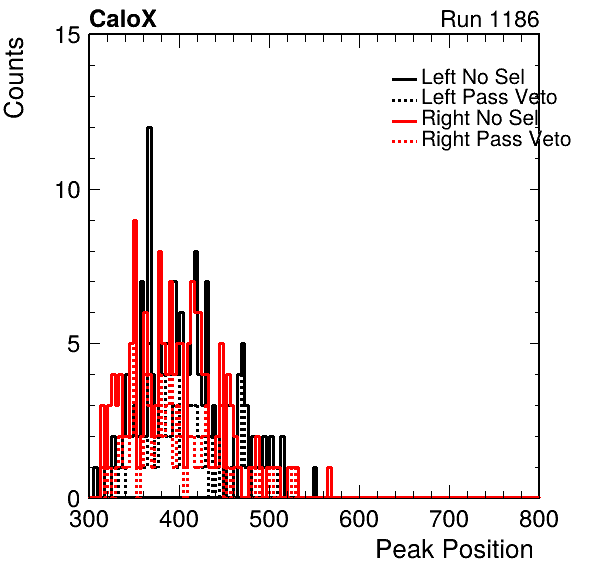 CaloX Run 1186
Counts
15
10
5
0
Left No Sel
Left Pass Veto
Right No Sel
Right Pass Veto
300 400 500 600 700 800
Peak Position